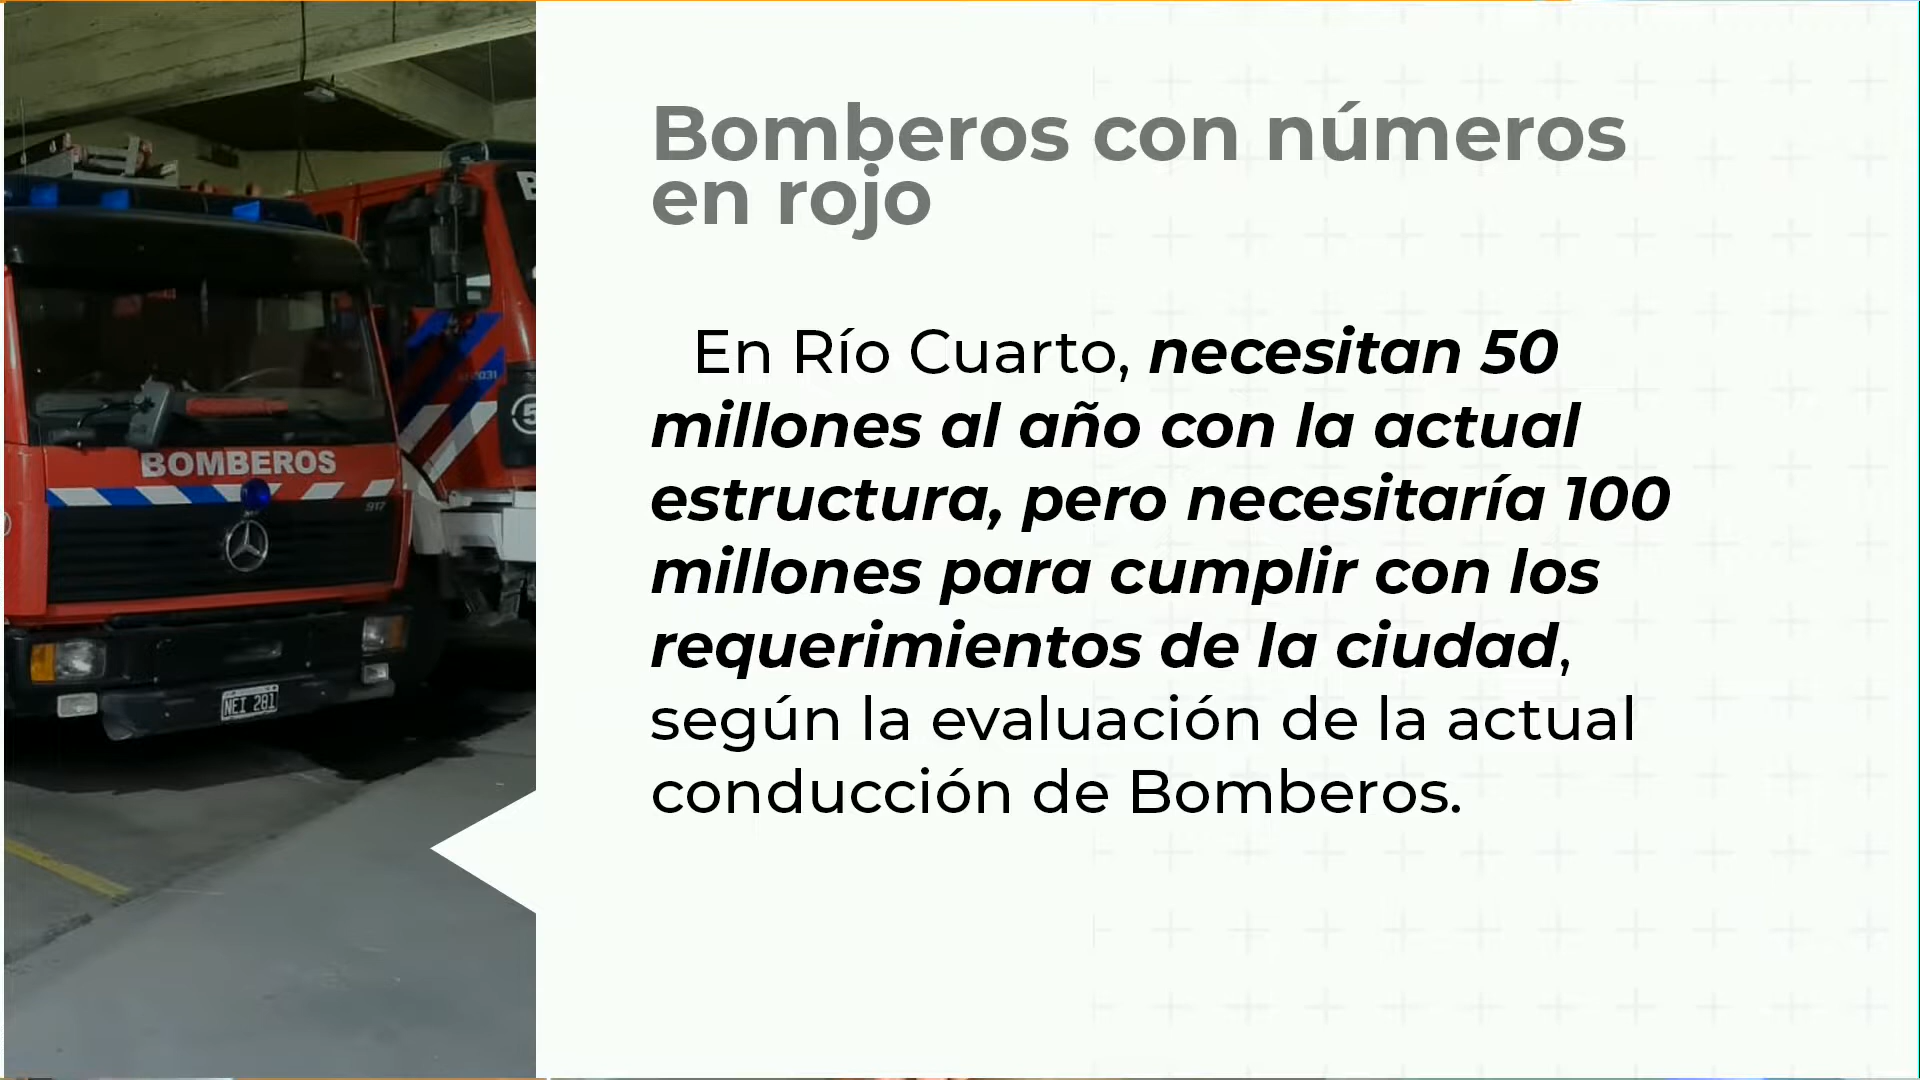 Bomberos con números
en rojo
En Río Cuarto, necesitan 50
millones al año con la actual
estructura, pero necesitaría 100
millones para cumplir con los
requerimientos de la ciudad,
según la evaluación de la actual
conducción de Bomberos.
BOMBEROS
917
NEI 281
5